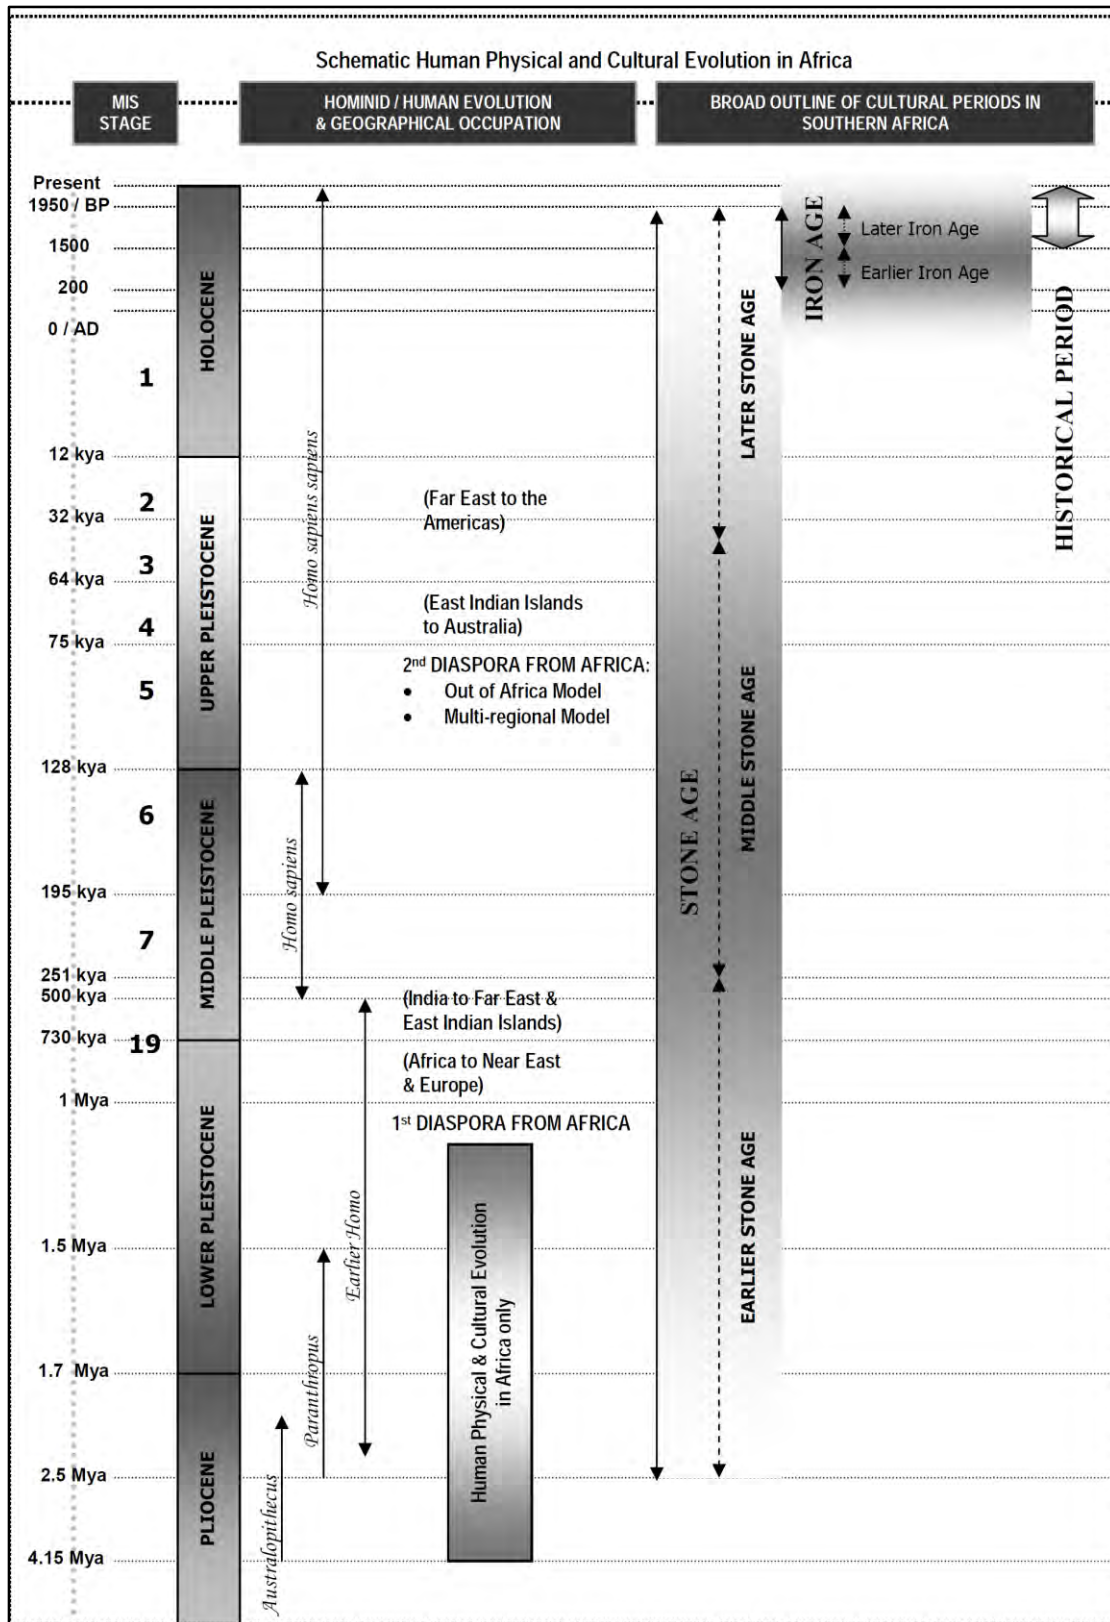 Schematic Human Physical and Cultural Evolution in Africa
MIS
STAGE
HOMINID / HUMAN EVOLUTION
& GEOGRAPHICAL OCCUPATION
BROAD OUTLINE OF CULTURAL PERIODS IN
SOUTHERN AFRICA
Present
1950 / BP
1500
200
0 / AD
12 kya
32 kya
64 kya
75 kya
128 kya
195 kya
251 kya
500 kya
730 kya
1 Mya
1.5 Mya
1.7 Mya
2.5 Mya
4.15 Mya
1
2
3
4
5
6
7
19
HOLOCENE
UPPER PLEISTOCENE
MIDDLE PLEISTOCENE
LOWER PLEISTOCENE
PLIOCENE
Homo sapiens sapiens
Homo sapiens
Earlier Homo
Paranthropus
Australopithecus
(Far East to the
Americas)
(East Indian Islands
to Australia)
2nd DIASPORA FROM AFRICA:
• Out of Africa Model
• Multi-regional Model
(India to Far East &
East Indian Islands)
(Africa to Near East
& Europe)
1st DIASPORA FROM AFRICA
Human Physical & Cultural Evolution
in Africa only
STONE AGE
LATER STONE AGE
MIDDLE STONE AGE
EARLIER STONE AGE
IRON AGE
Later Iron Age
Earlier Iron Age
HISTORICAL PERIOD